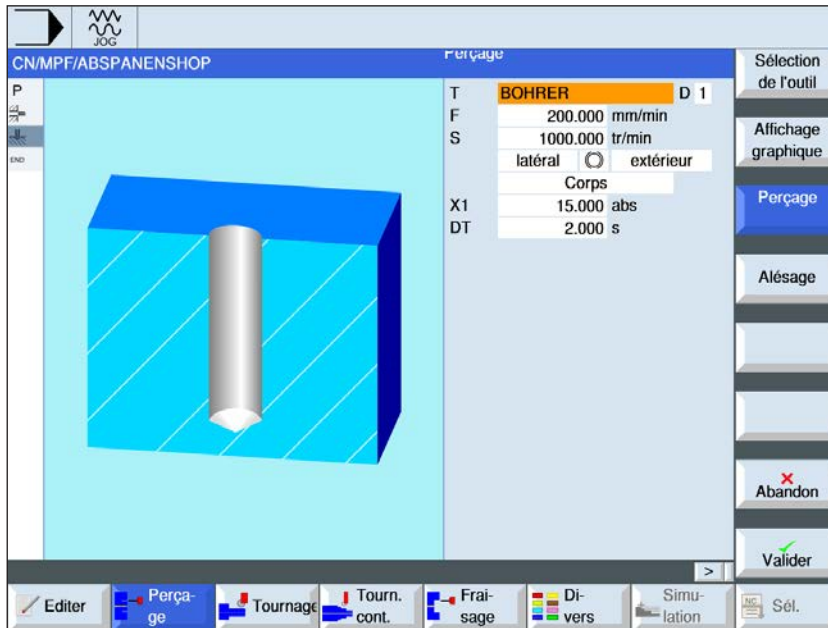 JOG
CN/MPF/ABSPANENSHOP
Perçage
P
END
T BOHRER D 1
F 200.000 mm/min
S 1000.000 tr/min
latéral extérieur
Corps
X1 15.000 abs
DT 2.000 s
Sélection
de l'outil
Affichage
graphique
Perçage
Alésage
Abandon
Valider
>
Editer
Perça-
ge
Tournage
Tourn.
cont.
Frai-
sage
Di-
vers
Simu-
lation
NC
Sél.